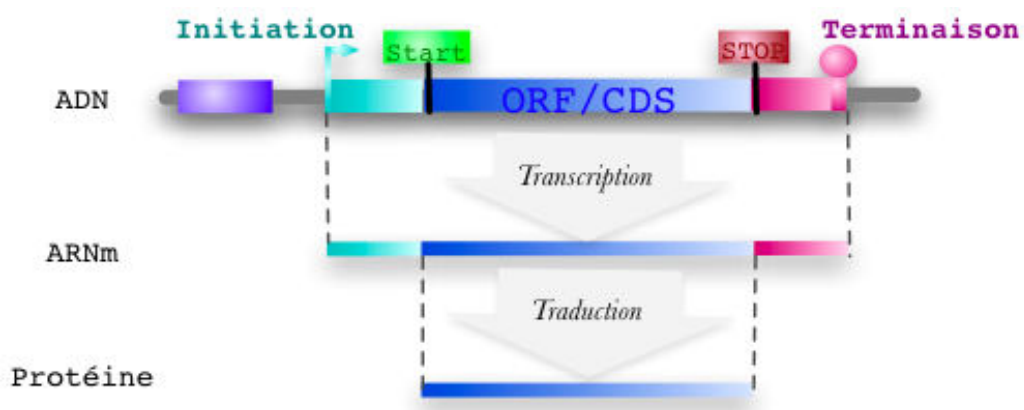 Initiation
Start
STOP
Terminaison
ADN
ORF/CDS
Transcription
ARNm
Traduction
Protéine